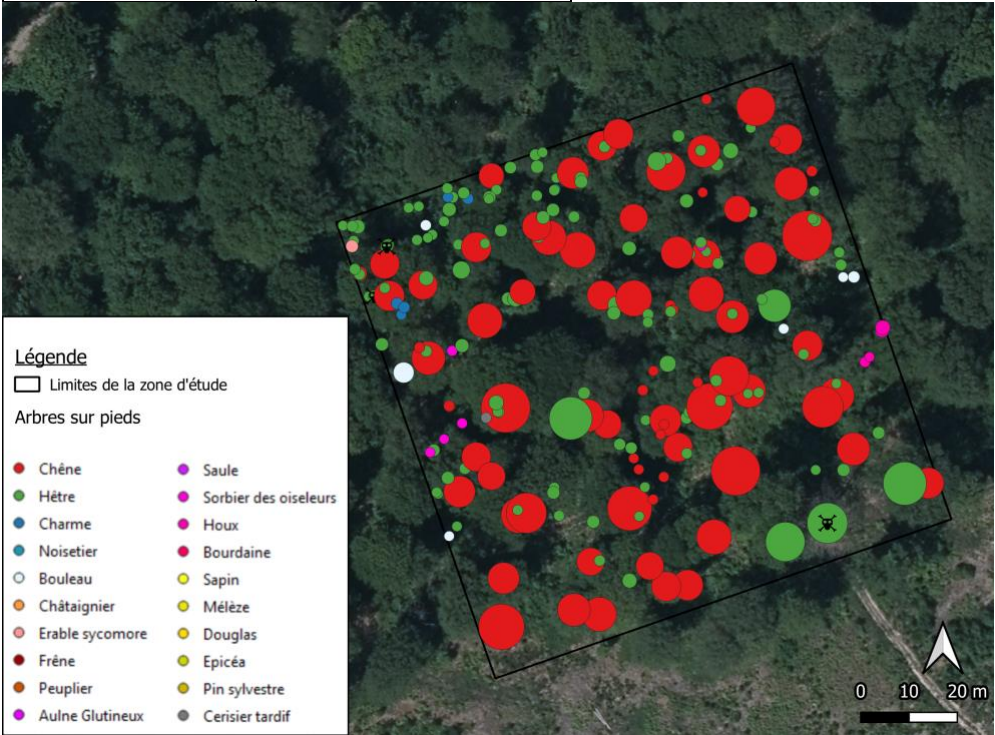 Légende
Limites de la zone d'étude
Arbres sur pieds
Chêne
Hêtre
Charme
Noisetier
Bouleau
Châtaignier
Erable sycomore
Frêne
Peuplier
Aulne Glutineux
Saule
Sorbier des oiseleurs
Houx
Bourdaine
Sapin
Mélèze
Douglas
Epicéa
Pin sylvestre
Cerisier tardif
0 10 20 m